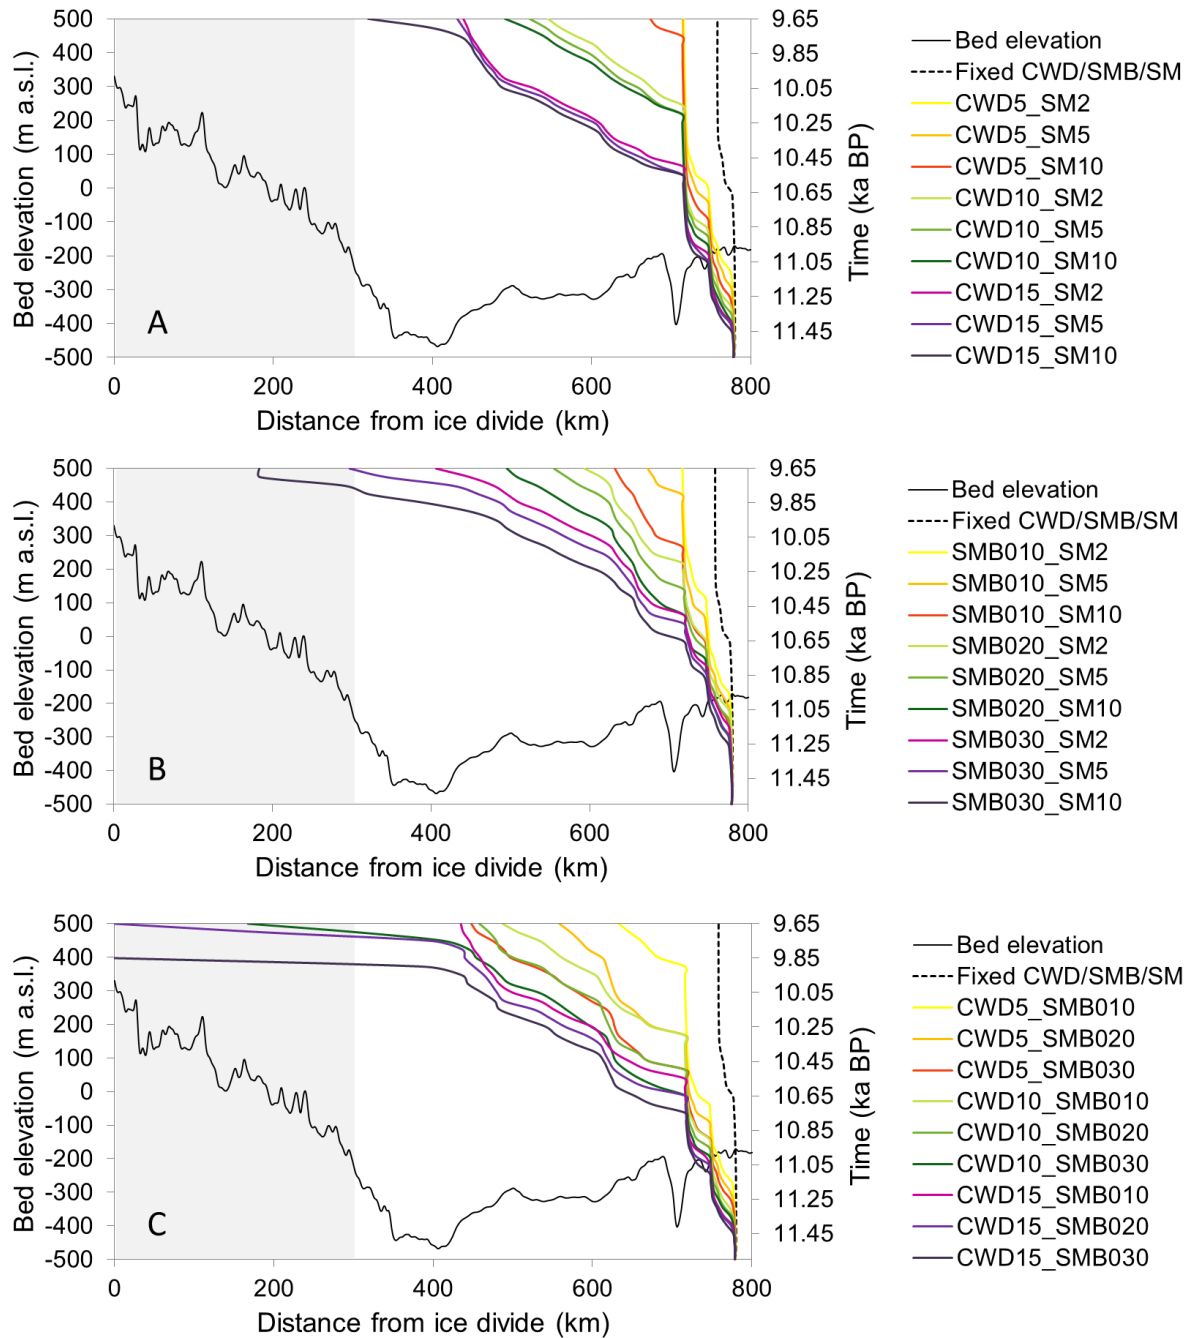 500
400
300
200
100
0
-100
-200
-300
-400
-500
Bed elevation (m a.s.l.)
9.65
9.85
10.05
10.25
10.45
10.65
10.85
11.05
11.25
11.45
Time (ka BP)
A
0
200
400
600
800
Distance from ice divide (km)
Bed elevation
Fixed CWD/SMB/SM
CWD5_SM2
CWD5_SM5
CWD5_SM10
CWD10_SM2
CWD10_SM5
CWD10_SM10
CWD15_SM2
CWD15_SM5
CWD15_SM10
500
400
300
200
100
0
-100
-200
-300
-400
-500
Bed elevation (m a.s.l.)
9.65
9.85
10.05
10.25
10.45
10.65
10.85
11.05
11.25
11.45
Time (ka BP)
B
0
200
400
600
800
Distance from ice divide (km)
Bed elevation
Fixed CWD/SMB/SM
SMB010_SM2
SMB010_SM5
SMB010_SM10
SMB020_SM2
SMB020_SM5
SMB020_SM10
SMB030_SM2
SMB030_SM5
SMB030_SM10
500
400
300
200
100
0
-100
-200
-300
-400
-500
Bed elevation (m a.s.l.)
9.65
9.85
10.05
10.25
10.45
10.65
10.85
11.05
11.25
11.45
Time (ka BP)
C
0
200
400
600
800
Distance from ice divide (km)
Bed elevation
Fixed CWD/SMB/SM
CWD5_SMB010
CWD5_SMB020
CWD5_SMB030
CWD10_SMB010
CWD10_SMB020
CWD10_SMB030
CWD15_SMB010
CWD15_SMB020
CWD15_SMB030